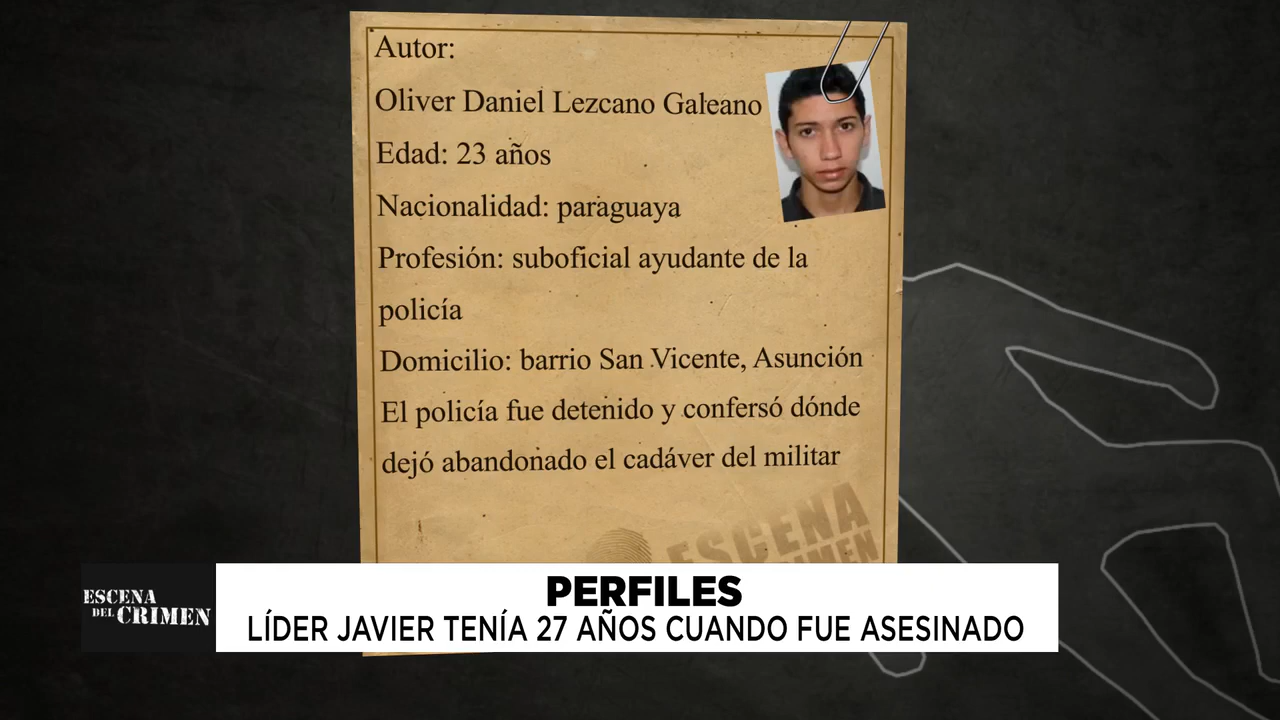 Autor:
Oliver Daniel Lezcano Galeano
Edad: 23 años
Nacionalidad: paraguaya
Profesión: suboficial ayudante de la
policía
Domicilio: barrio San Vicente, Asunción
El policía fue detenido y confersó dónde
dejó abandonado el cadáver del militar
ESCENA
ESCENA
DEL CRIMEN
PERFILES
LÍDER JAVIER TENÍA 27 AÑOS CUANDO FUE ASESINADO